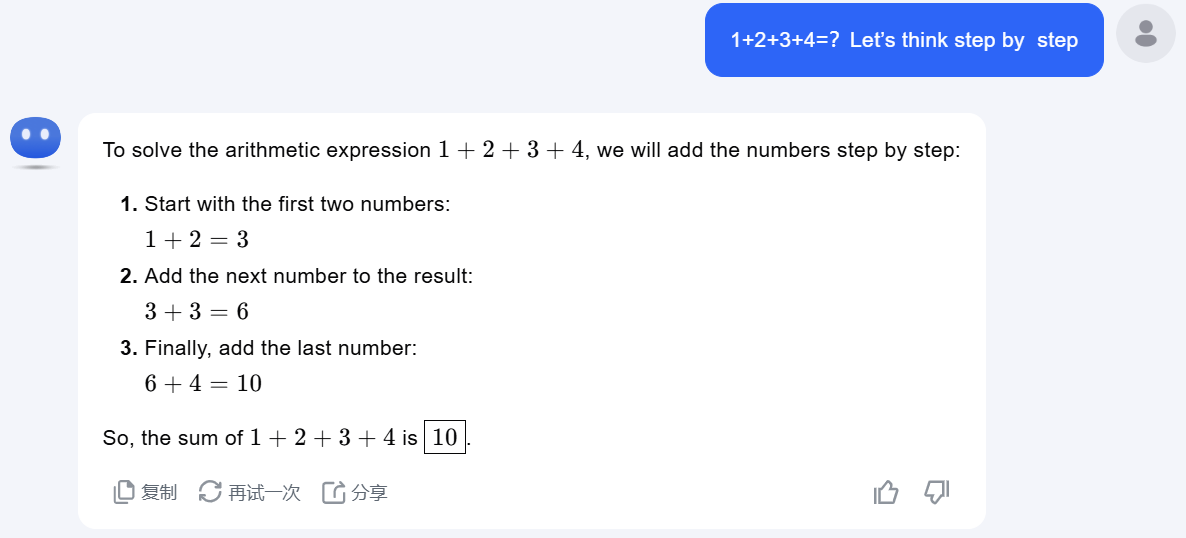 1+2+3+4=? Let's think step by  step
To solve the arithmetic expression 1 + 2 + 3 + 4, we will add the numbers step by step:
1. Start with the first two numbers:
1 + 2 = 3
2. Add the next number to the result:
3 + 3 = 6
3. Finally, add the last number:
6 + 4 = 10
So, the sum of 1 + 2 + 3 + 4 is 10.
复制 再试一次 分享